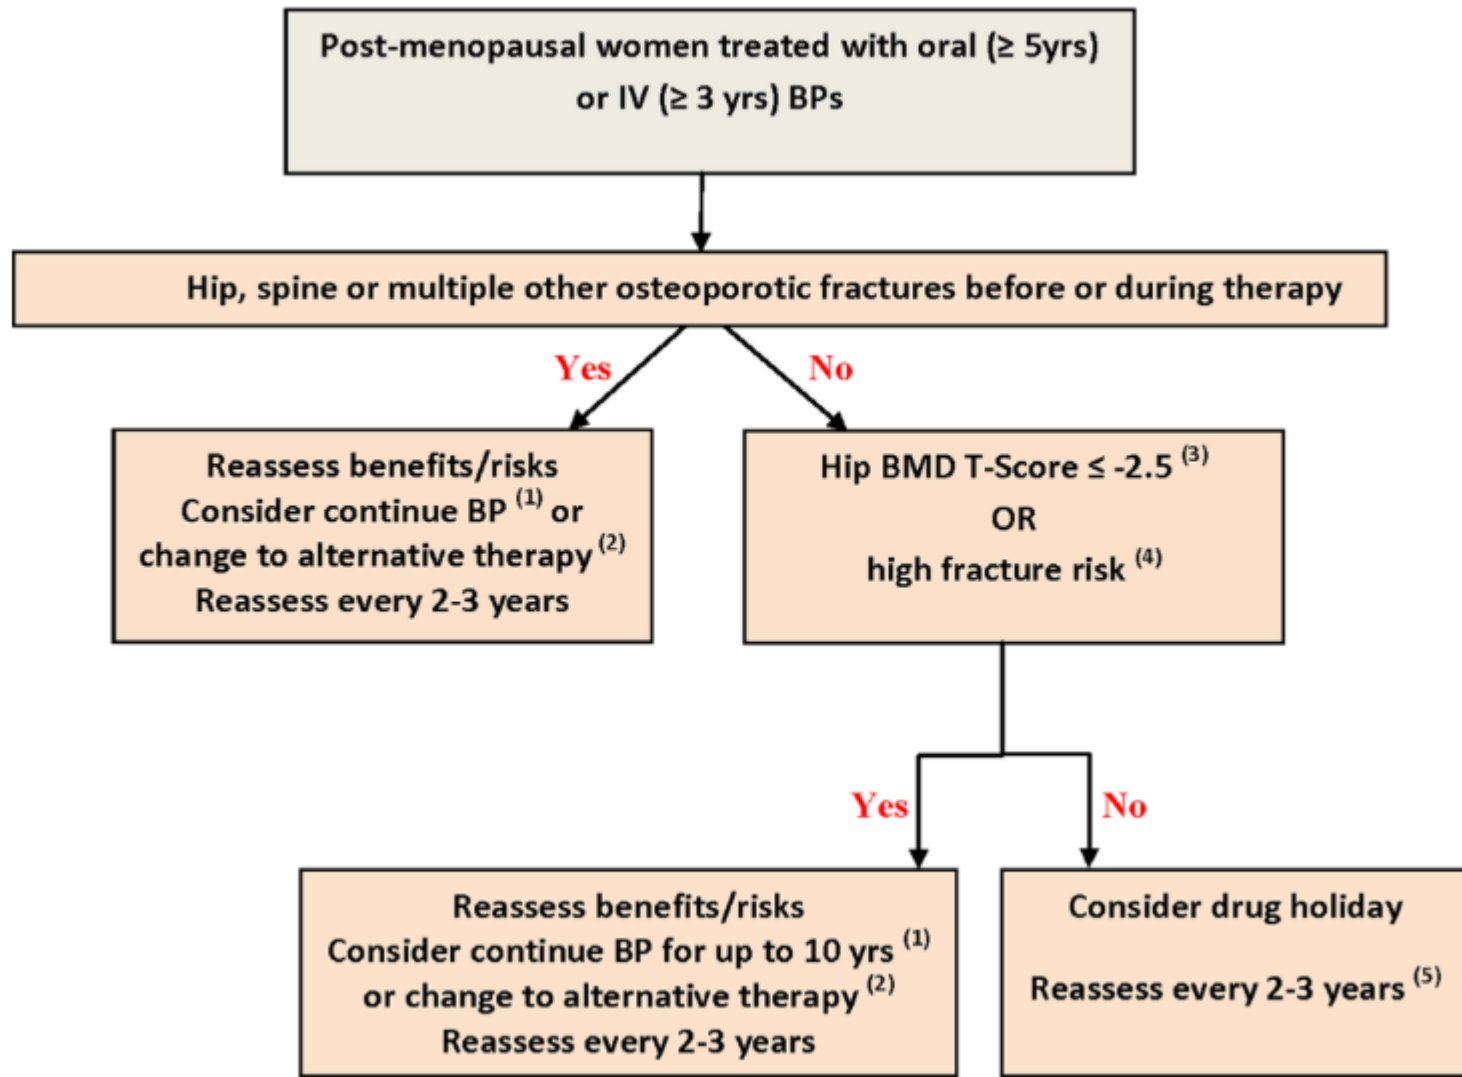 Post-menopausal women treated with oral (≥ 5yrs)
or IV (≥ 3 yrs) BPs
Hip, spine or multiple other osteoporotic fractures before or during therapy
Yes
No
Reassess benefits/risks
Consider continue BP (1) or
change to alternative therapy (2)
Reassess every 2-3 years
Hip BMD T-Score ≤ -2.5 (3)
OR
high fracture risk (4)
Yes
No
Reassess benefits/risks
Consider continue BP for up to 10 yrs (1)
or change to alternative therapy (2)
Reassess every 2-3 years
Consider drug holiday
Reassess every 2-3 years (5)